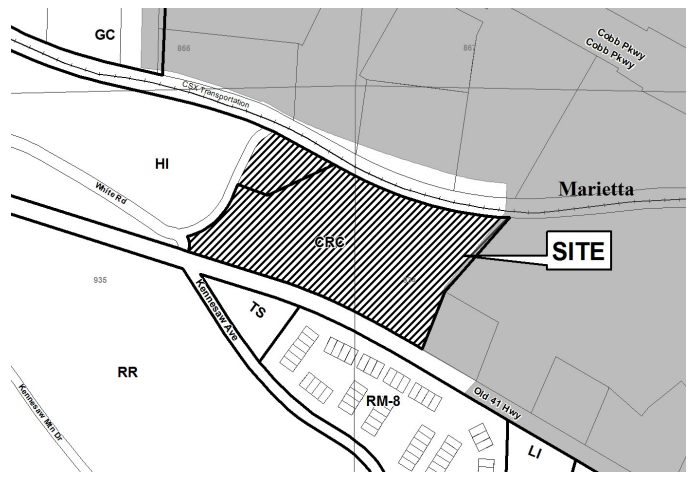 GC
866
867
Cobb Pkwy
Cobb Pkwy
CSX Transportation
HI
White Rd
Marietta
CRC
SITE
935
Kennesaw Ave
TS
RR
RM-8
Kennesaw Mtn Dr
Old 41 Hwy
LI